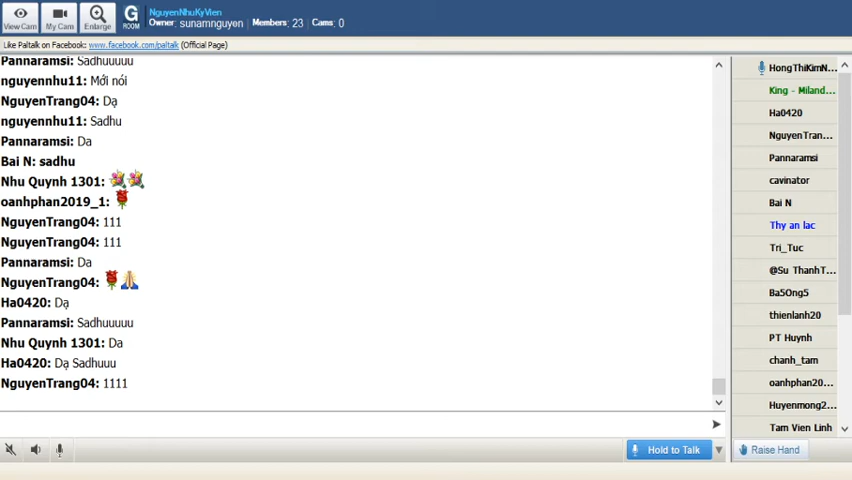 View Cam
My Cam
Enlarge
G
ROOM
NguyenNhuKyVien
Owner: sunamnguyen Members: 23 Cams: 0
Like Paltalk on Facebook: www.facebook.com/paltalk (Official Page)
Pannaramsi: Sadhuuuuu
nguyennhu11: Mới nói
NguyenTrang04: Dạ
nguyennhu11: Sadhu
Pannaramsi: Da
Bai N: sadhu
Nhu Quynh 1301:
oanhphan2019_1:
NguyenTrang04: 111
NguyenTrang04: 111
Pannaramsi: Da
NguyenTrang04:
Ha0420: Dạ
Pannaramsi: Sadhuuuuu
Nhu Quynh 1301: Da
Ha0420: Dạ Sadhuuu
NguyenTrang04: 1111
HongThiKimN...
King - Miland...
Ha0420
NguyenTran...
Pannaramsi
cavinator
Bai N
Thy an lac
Tri_Tuc
@Su ThanhT...
Ba5Ong5
thienlanh20
PT Huynh
chanh_tam
oanhphan20...
Huyenmong2...
Tam Vien Linh
Hold to Talk
Raise Hand